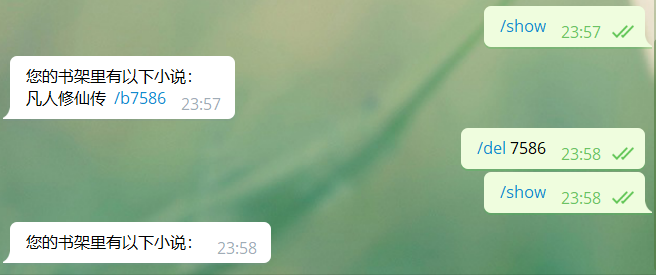 /show 23:57
您的书架里有以下小说：
凡人修仙传 /b7586 23:57
/del 7586 23:58
/show 23:58
您的书架里有以下小说： 23:58